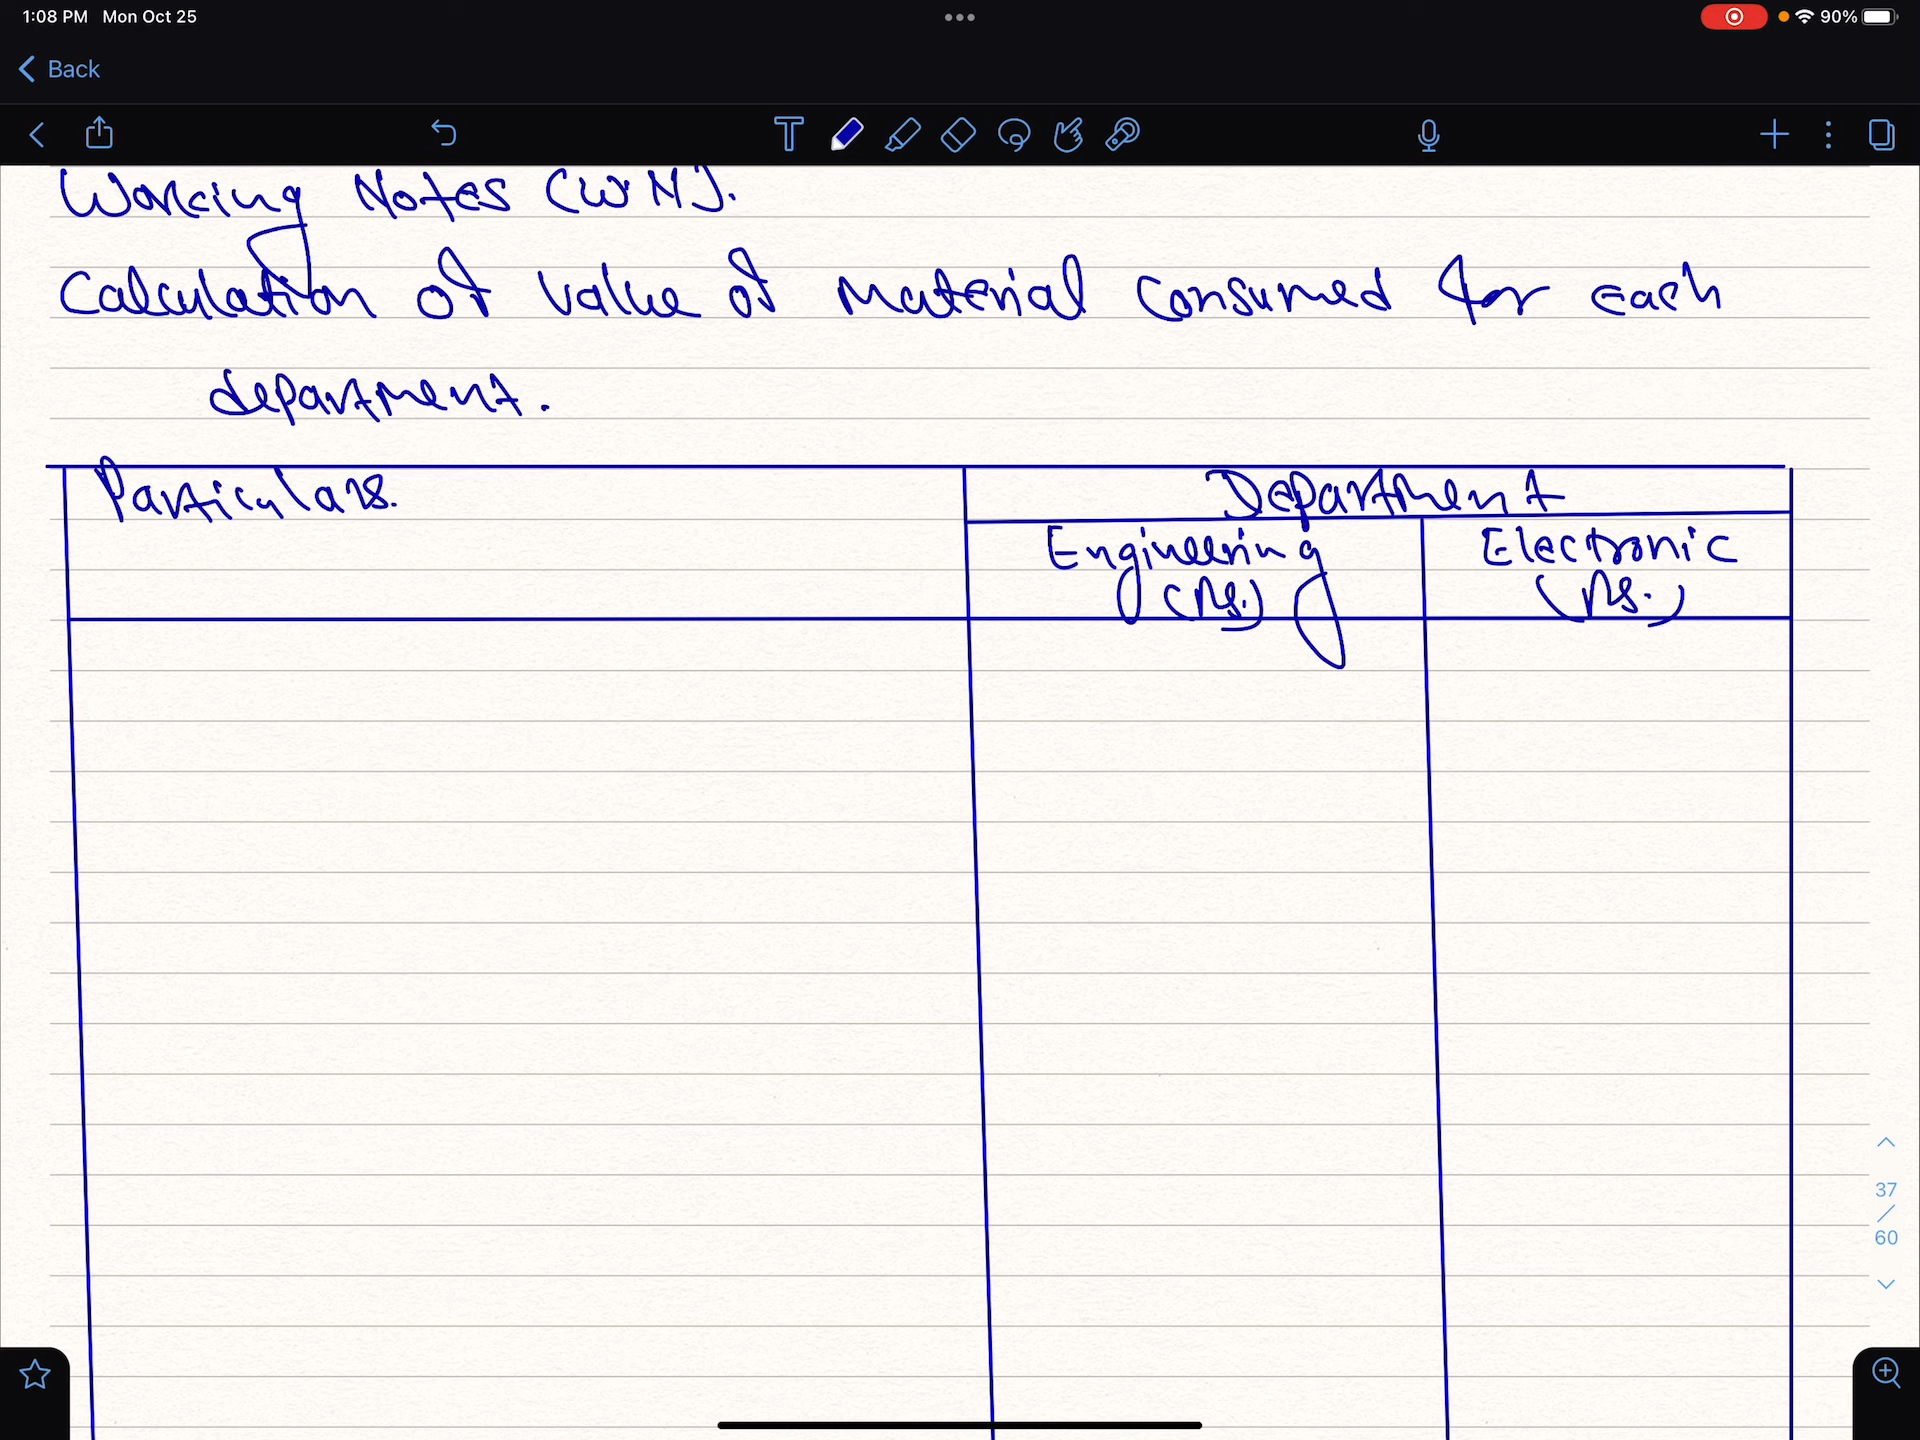 1:08 PM Mon Oct 25
90%
Back
Working Notes (WN).
Calculation of Value of Material Consumed for each
department.
Particulars.
Department
Engineering
(Rs.)
Electronic
(Rs.)
37
/
60